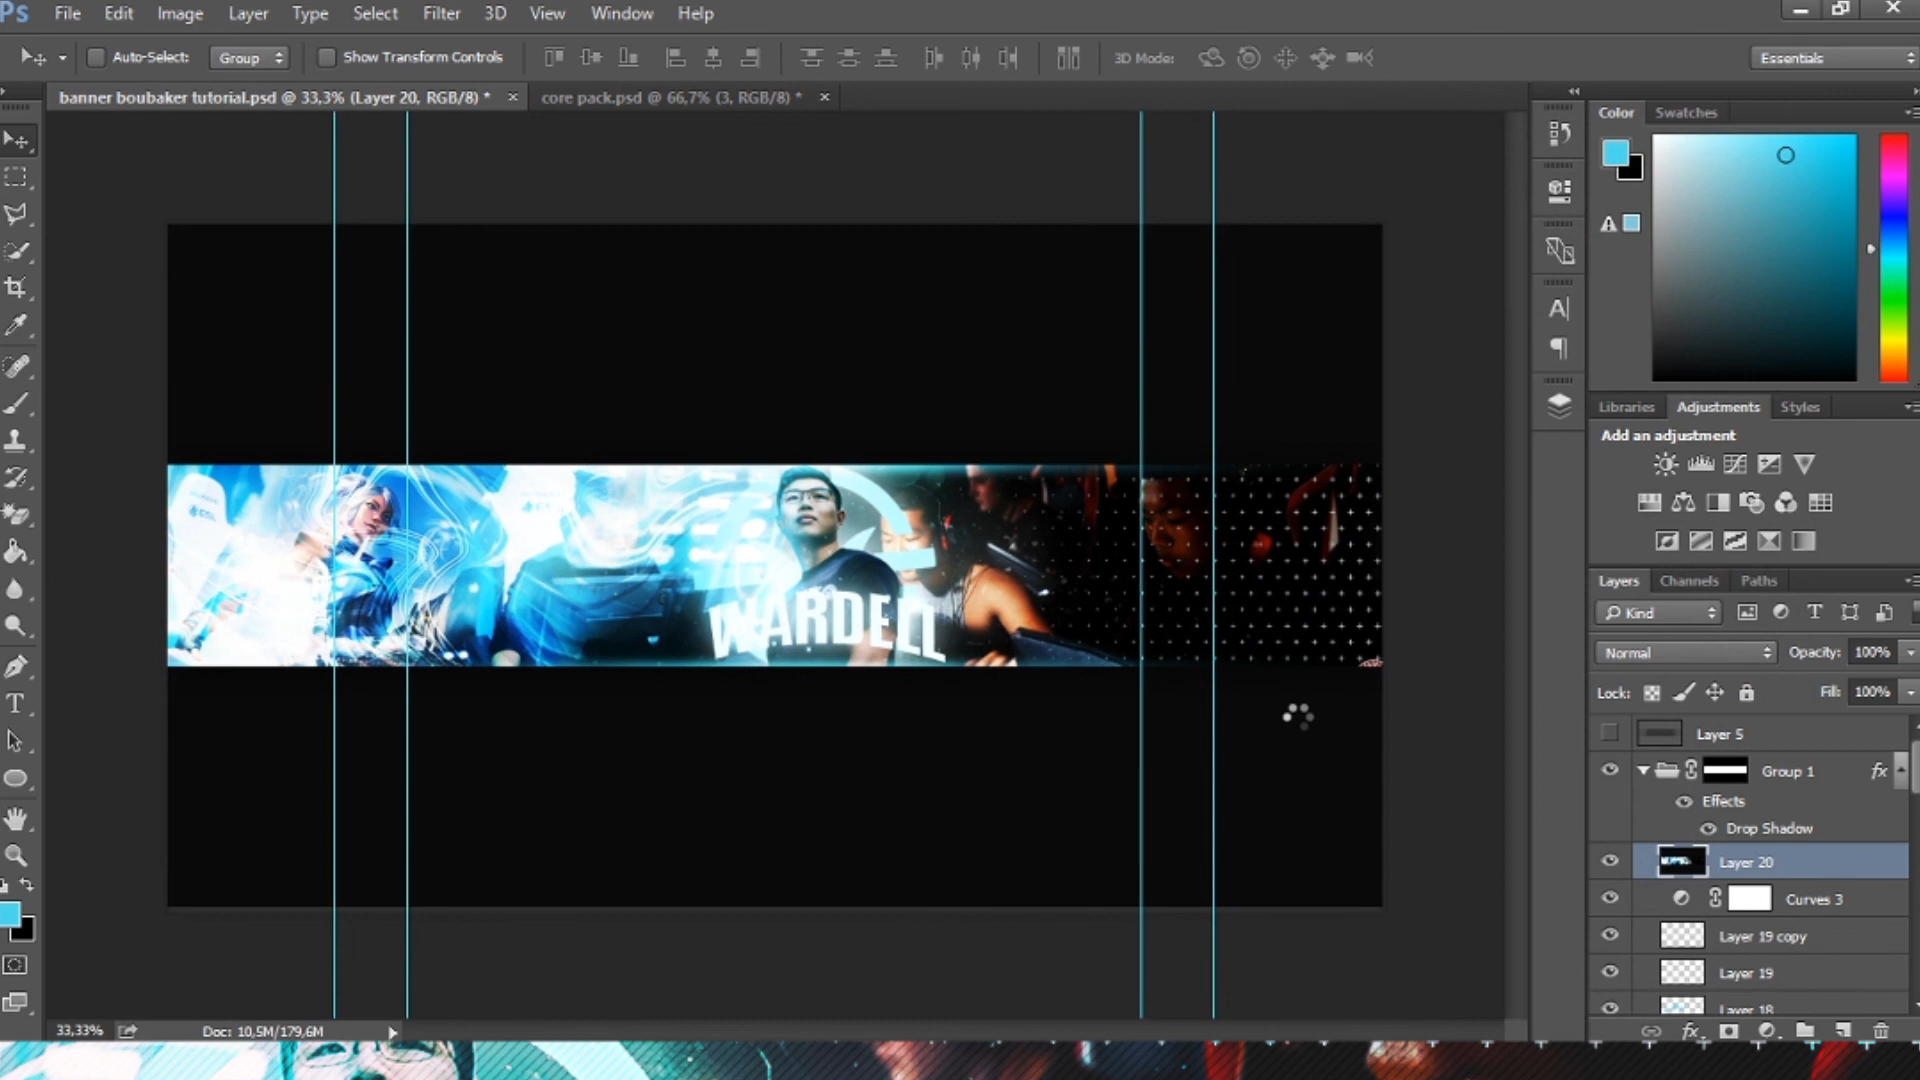 Ps File Edit Image Layer Type Select Filter 3D View Window Help
Auto-Select: Group Show Transform Controls 3D Mode: Essentials
banner boubaker tutorial.psd @ 33,3% (Layer 20, RGB/8) * × core pack.psd @ 66,7% (3, RGB/8) * ×
Color Swatches
Libraries Adjustments Styles
Add an adjustment
ESL
WARDELL
Layers Channels Paths
Kind
Normal Opacity: 100%
Lock: Fill: 100%
Layer 5
Group 1 fx
Effects
Drop Shadow
Layer 20
Curves 3
Layer 19 copy
Layer 19
Layer 18
33,33% Doc: 10,5M/179,6M